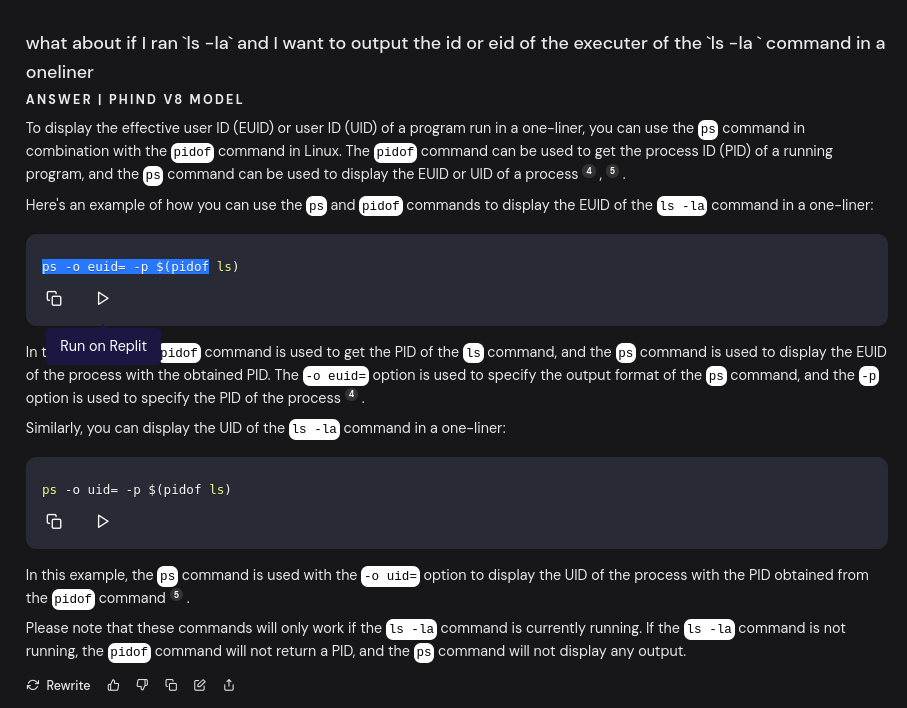 what about if I ran `ls -la` and I want to output the id or eid of the executer of the `ls -la ` command in a
oneliner
ANSWER | PHIND V8 MODEL
To display the effective user ID (EUID) or user ID (UID) of a program run in a one-liner, you can use the ps command in
combination with the pidof command in Linux. The pidof command can be used to get the process ID (PID) of a running
program, and the ps command can be used to display the EUID or UID of a process 4 , 5 .
Here's an example of how you can use the ps and pidof commands to display the EUID of the ls -la command in a one-liner:
ps -o euid= -p $(pidof ls)
Run on Replit
In t pidof command is used to get the PID of the ls command, and the ps command is used to display the EUID
of the process with the obtained PID. The -o euid= option is used to specify the output format of the ps command, and the -p
option is used to specify the PID of the process 4 .
Similarly, you can display the UID of the ls -la command in a one-liner:
ps -o uid= -p $(pidof ls)
In this example, the ps command is used with the -o uid= option to display the UID of the process with the PID obtained from
the pidof command 5 .
Please note that these commands will only work if the ls -la command is currently running. If the ls -la command is not
running, the pidof command will not return a PID, and the ps command will not display any output.
Rewrite